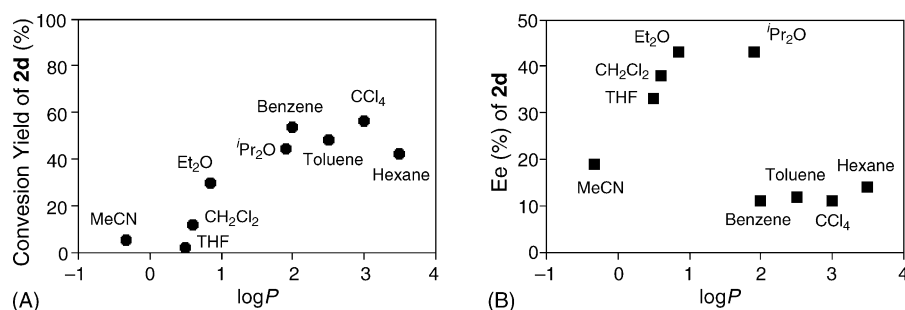 Convesion Yield of 2d (%)
100
80
60
40
20
0
MeCN
Et₂O
CH₂Cl₂
THF
Benzene
ⁱPr₂O
Toluene
CCl₄
Hexane
−1 0 1 2 3 4
logP
(A)
Ee (%) of 2d
50
40
30
20
10
0
Et₂O
ⁱPr₂O
CH₂Cl₂
THF
MeCN
Toluene
Hexane
Benzene
CCl₄
−1 0 1 2 3 4
logP
(B)